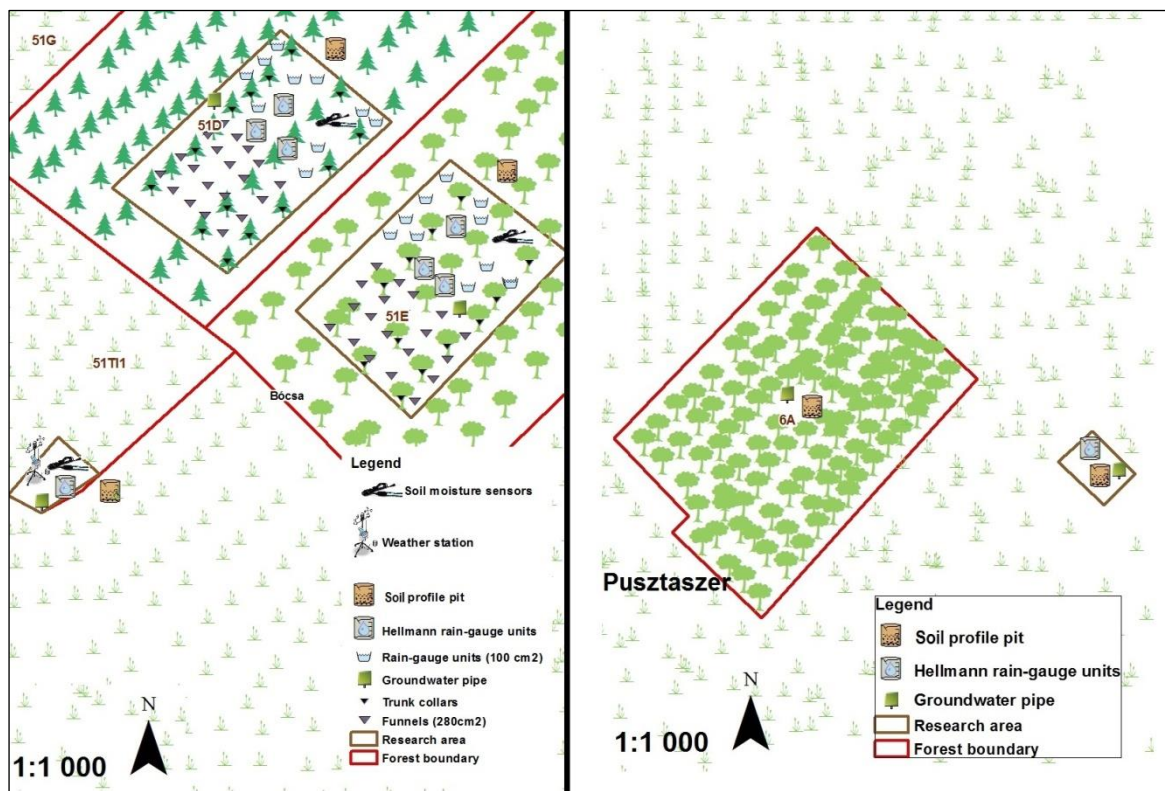 51G
51D
51E
51TI1
Bócsa
Legend
Soil moisture sensors
Weather station
Soil profile pit
Hellmann rain-gauge units
Rain-gauge units (100 cm2)
Groundwater pipe
Trunk collars
Funnels (280cm2)
Research area
Forest boundary
N
1:1 000
6A
Pusztaszer
Legend
Soil profile pit
Hellmann rain-gauge units
Groundwater pipe
Research area
Forest boundary
N
1:1 000